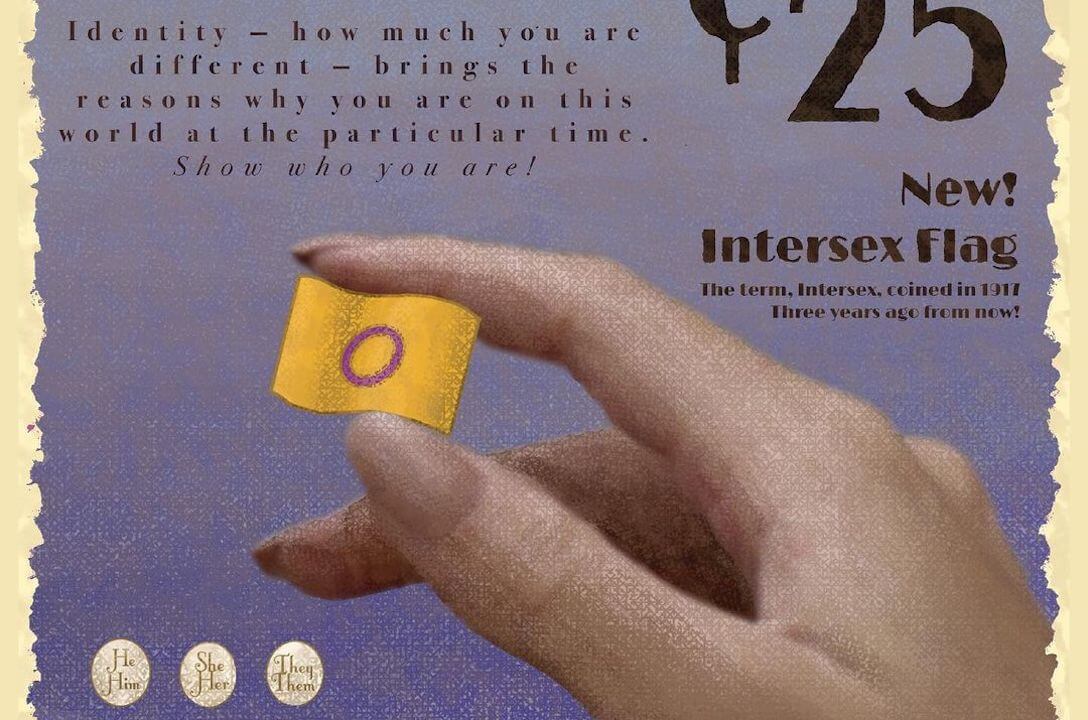 Identity – how much you are
different – brings the
reasons why you are on this
world at the particular time.
Show who you are!
¢25
New!
Intersex Flag
The term, Intersex, coined in 1917
Three years ago from now!
He
Him
She
Her
They
Them